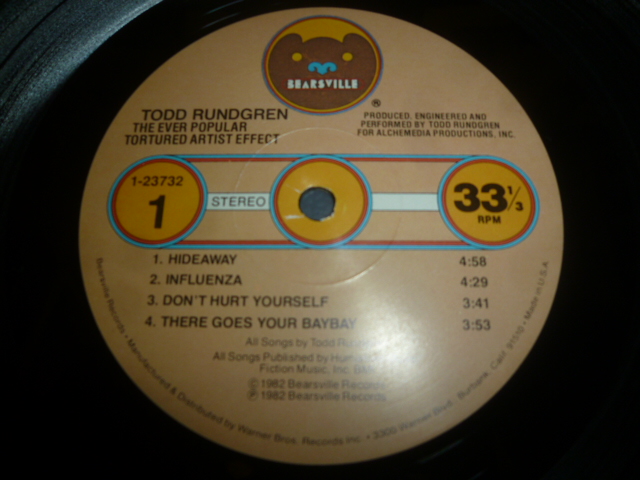 BEARSVILLE
®
TODD RUNDGREN
THE EVER POPULAR
TORTURED ARTIST EFFECT
PRODUCED, ENGINEERED AND
PERFORMED BY TODD RUNDGREN
FOR ALCHEMEDIA PRODUCTIONS, INC.
1-23732
1
STEREO
33 1/3
RPM
1. HIDEAWAY 4:58
2. INFLUENZA 4:29
3. DON'T HURT YOURSELF 3:41
4. THERE GOES YOUR BAYBAY 3:53
All Songs by Todd
All Songs Published by
Fiction Music, Inc.
© 1982 Bearsville Records
℗ 1982 Bearsville Records
Bearsville Records • Manufactured & Distributed by Warner Bros. Records Inc. • 3300 Warner Blvd., Burbank, Calif. 91510 • Made in U.S.A.